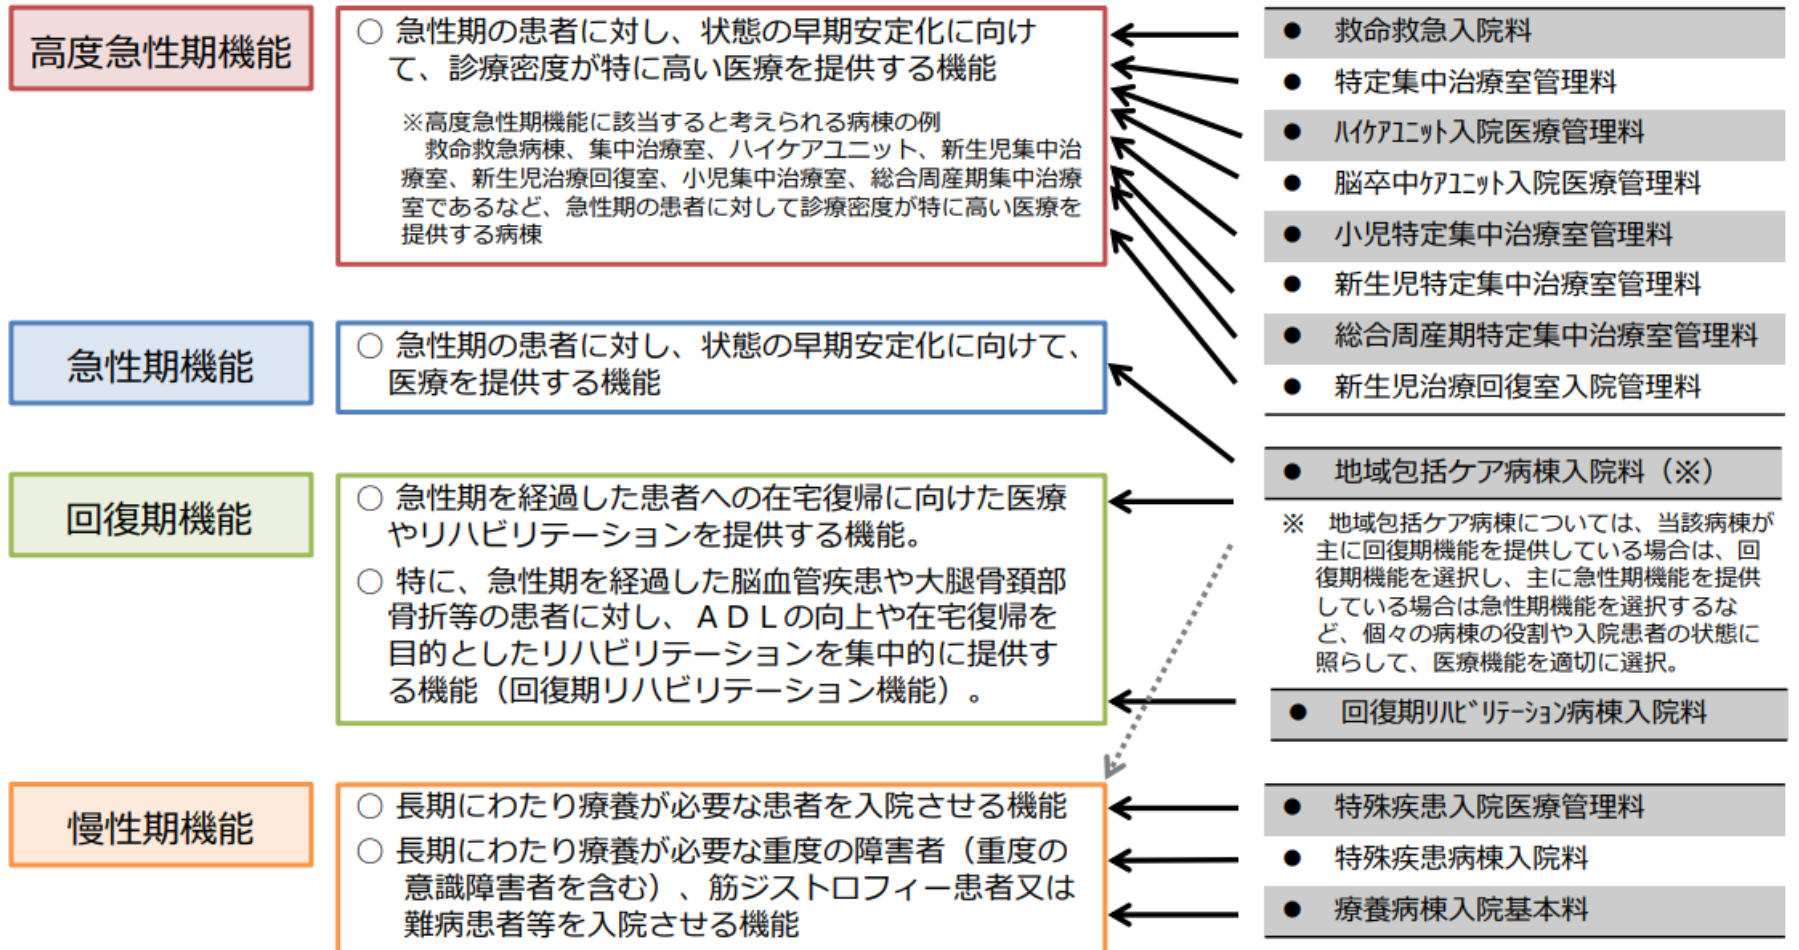 高度急性期機能
○ 急性期の患者に対し、状態の早期安定化に向け
て、診療密度が特に高い医療を提供する機能
※高度急性期機能に該当すると考えられる病棟の例
救命救急病棟、集中治療室、ハイケアユニット、新生児集中治
療室、新生児治療回復室、小児集中治療室、総合周産期集中治療
室であるなど、急性期の患者に対して診療密度が特に高い医療を
提供する病棟
● 救命救急入院料
● 特定集中治療室管理料
● ﾊｲｹｱﾕﾆｯﾄ入院医療管理料
● 脳卒中ｹｱﾕﾆｯﾄ入院医療管理料
● 小児特定集中治療室管理料
● 新生児特定集中治療室管理料
● 総合周産期特定集中治療室管理料
● 新生児治療回復室入院管理料
急性期機能
○ 急性期の患者に対し、状態の早期安定化に向けて、
医療を提供する機能
回復期機能
○ 急性期を経過した患者への在宅復帰に向けた医療
やリハビリテーションを提供する機能。
○ 特に、急性期を経過した脳血管疾患や大腿骨頚部
骨折等の患者に対し、ＡＤＬの向上や在宅復帰を
目的としたリハビリテーションを集中的に提供す
る機能（回復期リハビリテーション機能）。
● 地域包括ケア病棟入院料（※）
※ 地域包括ケア病棟については、当該病棟が
主に回復期機能を提供している場合は、回
復期機能を選択し、主に急性期機能を提供
している場合は急性期機能を選択するな
ど、個々の病棟の役割や入院患者の状態に
照らして、医療機能を適切に選択。
● 回復期ﾘﾊﾋﾞﾘﾃｰｼｮﾝ病棟入院料
慢性期機能
○ 長期にわたり療養が必要な患者を入院させる機能
○ 長期にわたり療養が必要な重度の障害者（重度の
意識障害者を含む）、筋ジストロフィー患者又は
難病患者等を入院させる機能
● 特殊疾患入院医療管理料
● 特殊疾患病棟入院料
● 療養病棟入院基本料